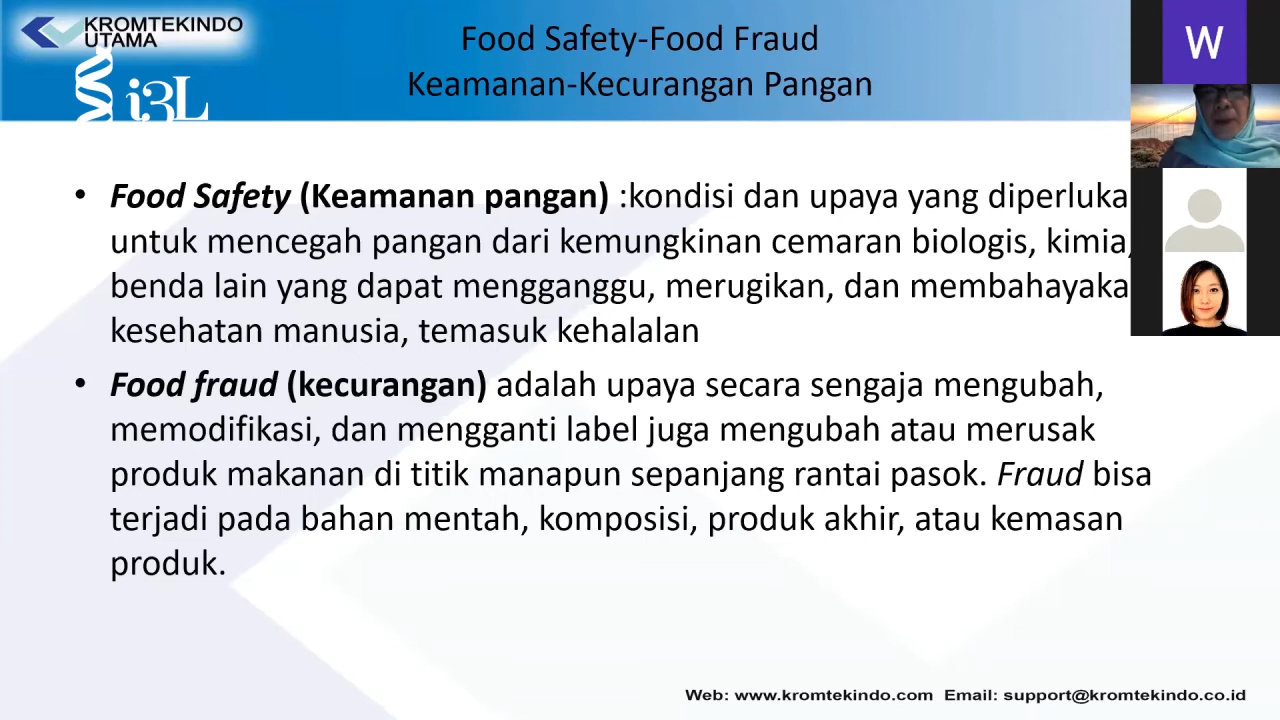 KROMTEKINDO
UTAMA
i3L
Food Safety-Food Fraud
Keamanan-Kecurangan Pangan
W
• Food Safety (Keamanan pangan) :kondisi dan upaya yang diperluka
untuk mencegah pangan dari kemungkinan cemaran biologis, kimia,
benda lain yang dapat mengganggu, merugikan, dan membahayaka
kesehatan manusia, temasuk kehalalan
• Food fraud (kecurangan) adalah upaya secara sengaja mengubah,
memodifikasi, dan mengganti label juga mengubah atau merusak
produk makanan di titik manapun sepanjang rantai pasok. Fraud bisa
terjadi pada bahan mentah, komposisi, produk akhir, atau kemasan
produk.
Web: www.kromtekindo.com Email: support@kromtekindo.co.id